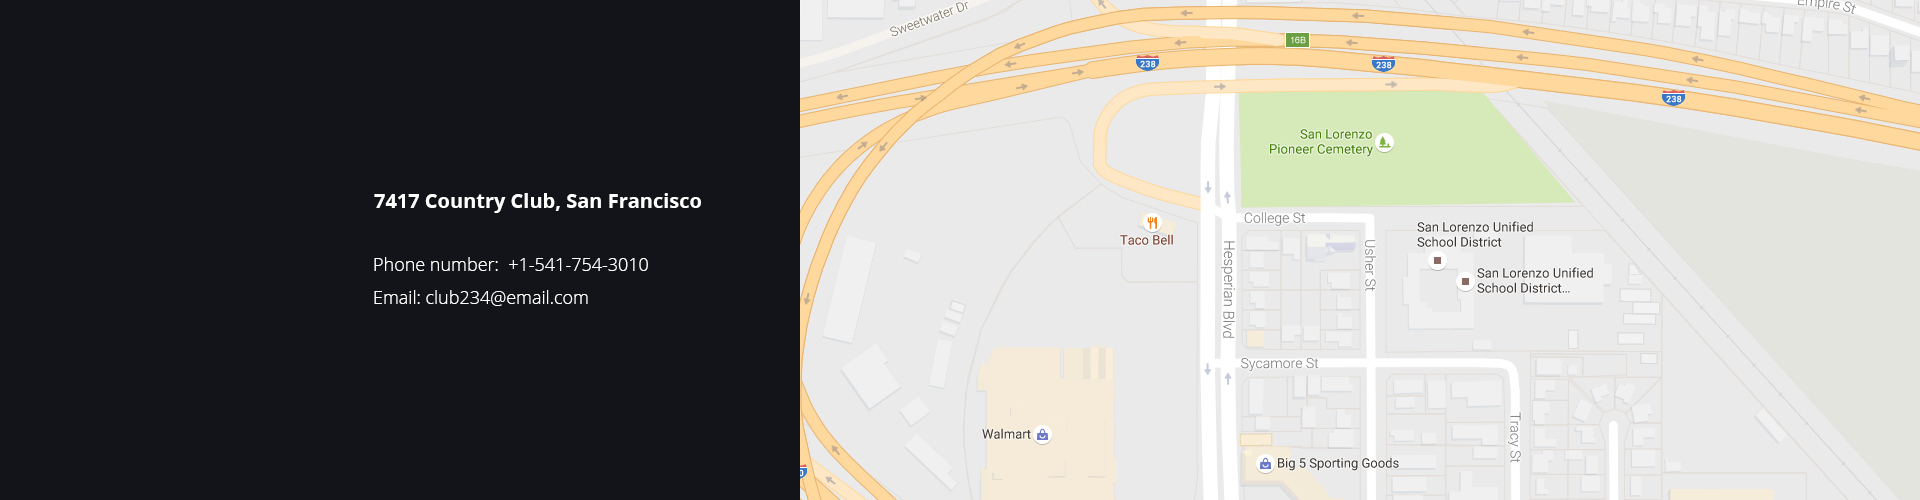 7417 Country Club, San Francisco
Phone number:  +1-541-754-3010
Email: club234@email.com
Sweetwater Dr
Empire St
16B
238
238
238
San Lorenzo
Pioneer Cemetery
College St
Taco Bell
Hesperian Blvd
Usher St
San Lorenzo Unified
School District
San Lorenzo Unified
School District...
Sycamore St
Walmart
Tracy St
Big 5 Sporting Goods